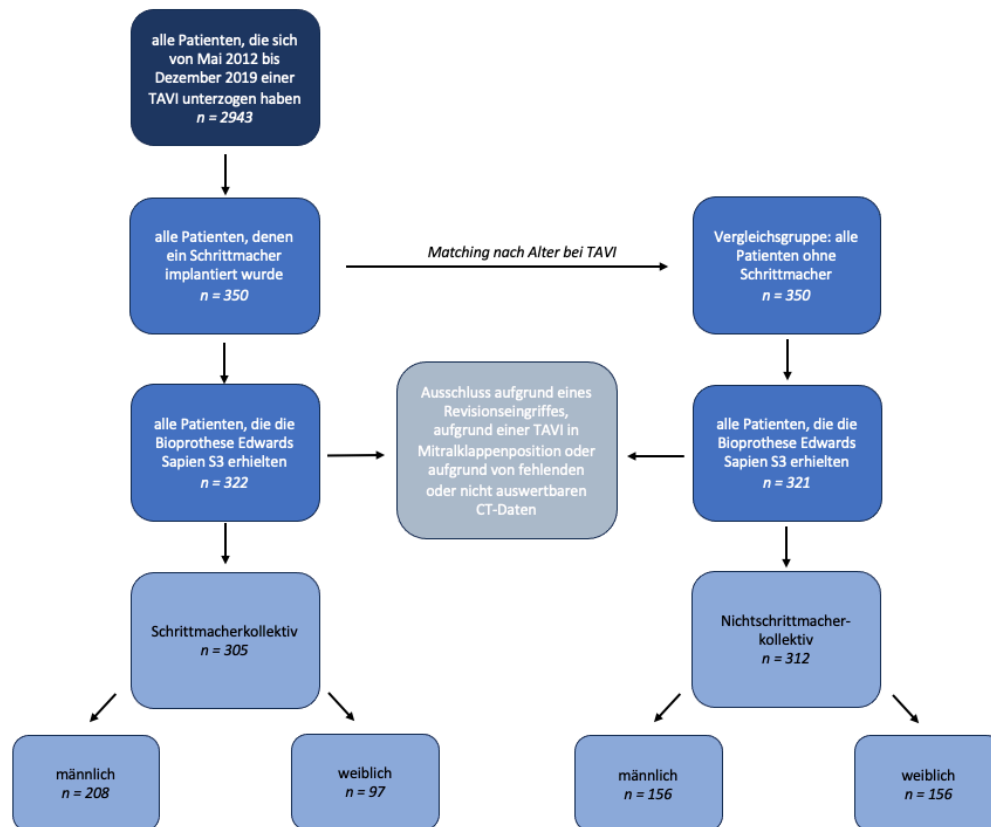 alle Patienten, die sich
von Mai 2012 bis
Dezember 2019 einer
TAVI unterzogen haben
n = 2943
alle Patienten, denen
ein Schrittmacher
implantiert wurde
n = 350
Matching nach Alter bei TAVI
Vergleichsgruppe: alle
Patienten ohne
Schrittmacher
n = 350
alle Patienten, die die
Bioprothese Edwards
Sapien S3 erhielten
n = 322
Ausschluss aufgrund eines
Revisionseingriffes,
aufgrund einer TAVI in
Mitralklappenposition oder
aufgrund von fehlenden
oder nicht auswertbaren
CT-Daten
alle Patienten, die die
Bioprothese Edwards
Sapien S3 erhielten
n = 321
Schrittmacherkollektiv
n = 305
Nichtschrittmacher-
kollektiv
n = 312
männlich
n = 208
weiblich
n = 97
männlich
n = 156
weiblich
n = 156